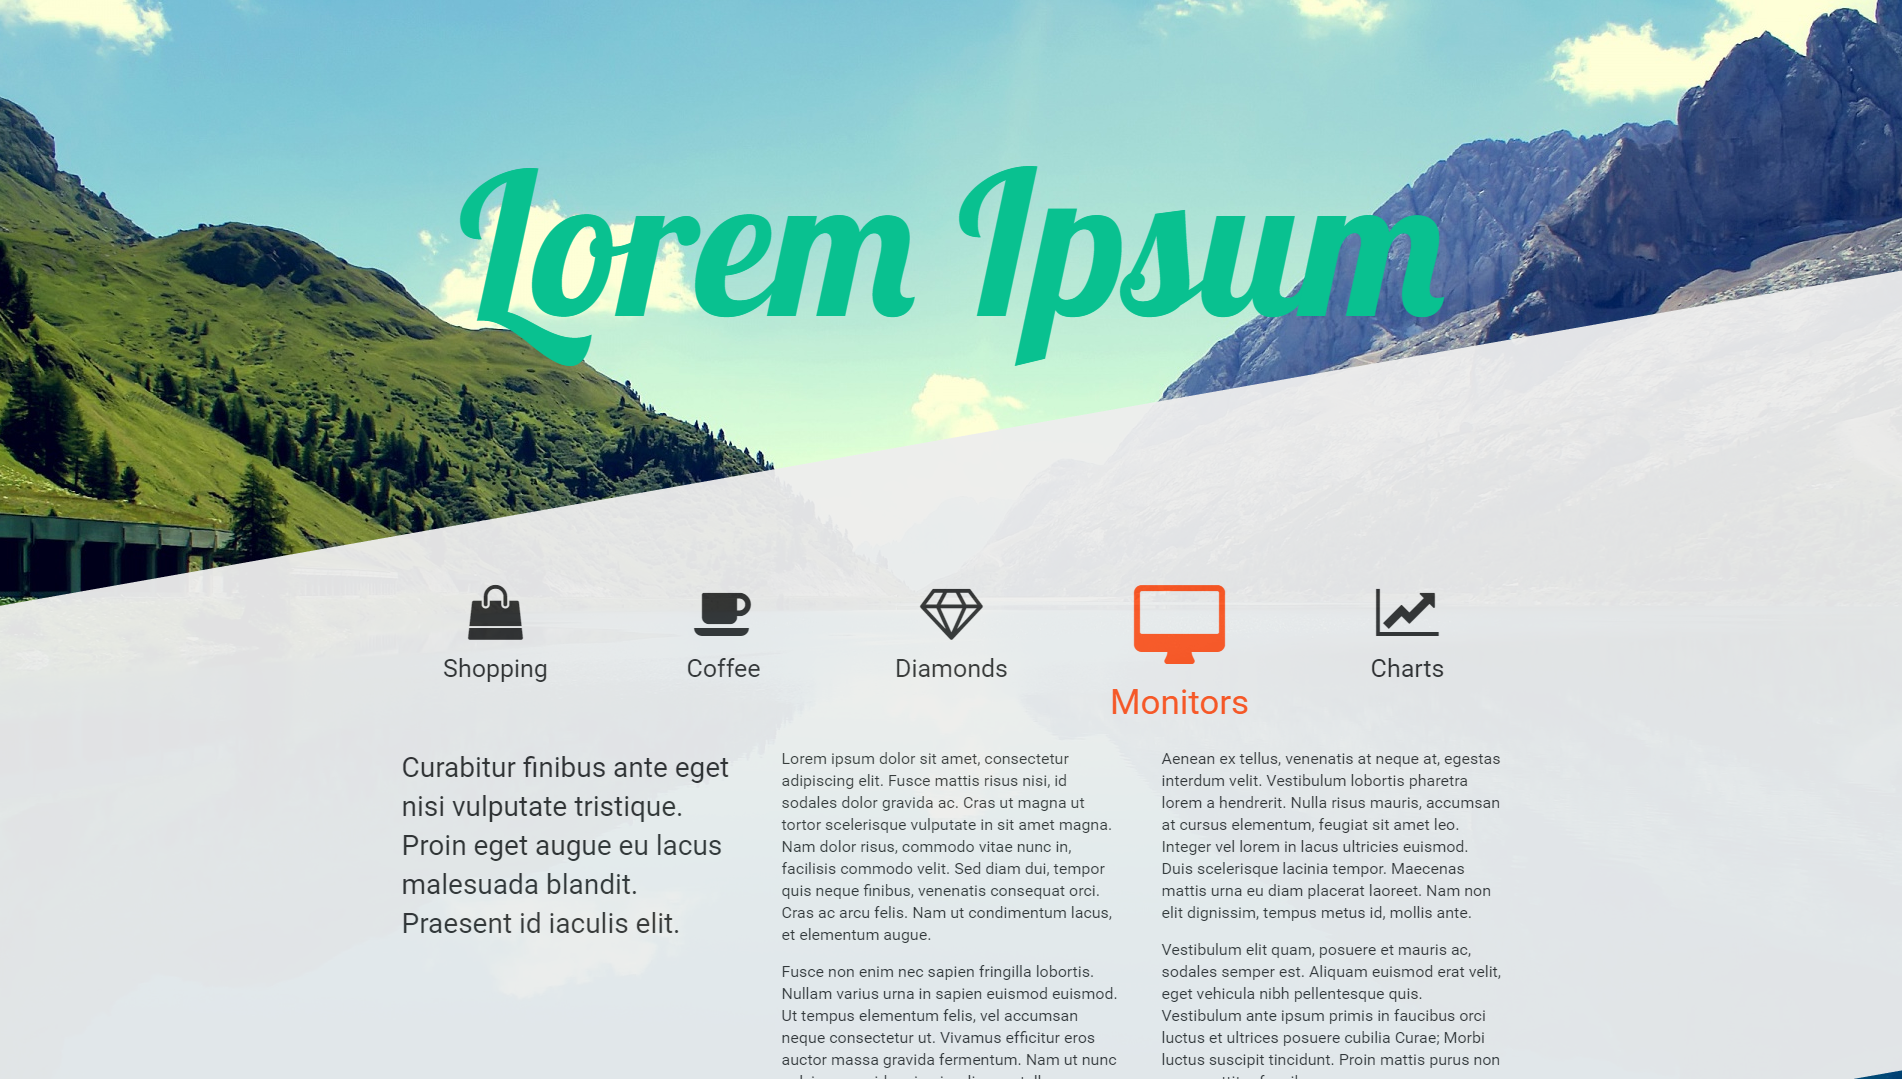 Lorem Ipsum
Shopping
Coffee
Diamonds
Monitors
Charts
Curabitur finibus ante eget
nisi vulputate tristique.
Proin eget augue eu lacus
malesuada blandit.
Praesent id iaculis elit.
Lorem ipsum dolor sit amet, consectetur
adipiscing elit. Fusce mattis risus nisi, id
sodales dolor gravida ac. Cras ut magna ut
tortor scelerisque vulputate in sit amet magna.
Nam dolor risus, commodo vitae nunc in,
facilisis commodo velit. Sed diam dui, tempor
quis neque finibus, venenatis consequat orci.
Cras ac arcu felis. Nam ut condimentum lacus,
et elementum augue.
Fusce non enim nec sapien fringilla lobortis.
Nullam varius urna in sapien euismod euismod.
Ut tempus elementum felis, vel accumsan
neque consectetur ut. Vivamus efficitur eros
auctor massa gravida fermentum. Nam ut nunc
Aenean ex tellus, venenatis at neque at, egestas
interdum velit. Vestibulum lobortis pharetra
lorem a hendrerit. Nulla risus mauris, accumsan
at cursus elementum, feugiat sit amet leo.
Integer vel lorem in lacus ultricies euismod.
Duis scelerisque lacinia tempor. Maecenas
mattis urna eu diam placerat laoreet. Nam non
elit dignissim, tempus metus id, mollis ante.
Vestibulum elit quam, posuere et mauris ac,
sodales semper est. Aliquam euismod erat velit,
eget vehicula nibh pellentesque quis.
Vestibulum ante ipsum primis in faucibus orci
luctus et ultrices posuere cubilia Curae; Morbi
luctus suscipit tincidunt. Proin mattis purus non